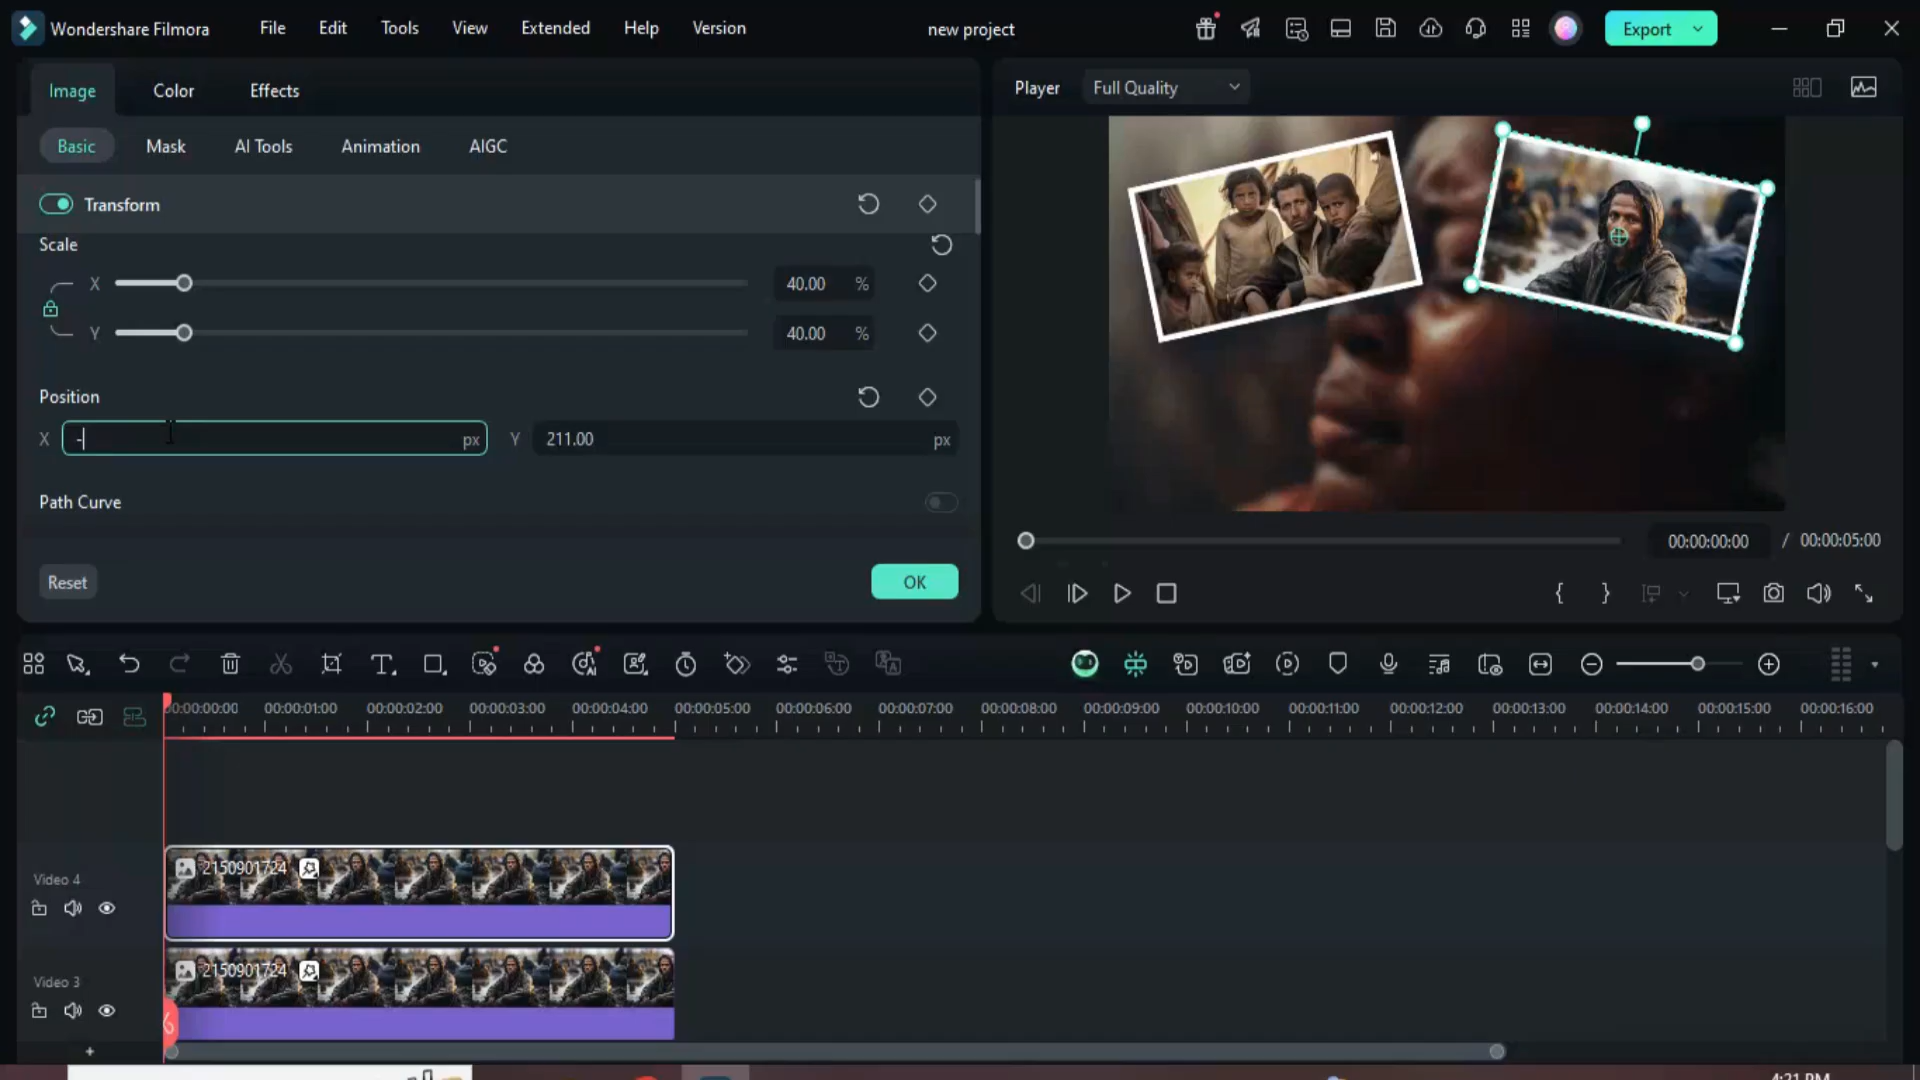 Wondershare Filmora File Edit Tools View Extended Help Version new project Export
Image Color Effects
Player Full Quality
Basic Mask AI Tools Animation AIGC
Transform
Scale
X 40.00 %
Y 40.00 %
Position
X - px Y 211.00 px
Path Curve
00:00:00:00 / 00:00:05:00
Reset OK
00:00:00:00 00:00:01:00 00:00:02:00 00:00:03:00 00:00:04:00 00:00:05:00 00:00:06:00 00:00:07:00 00:00:08:00 00:00:09:00 00:00:10:00 00:00:11:00 00:00:12:00 00:00:13:00 00:00:14:00 00:00:15:00 00:00:16:00
2150901724
Video 4
2150901724
Video 3
4:21 PM